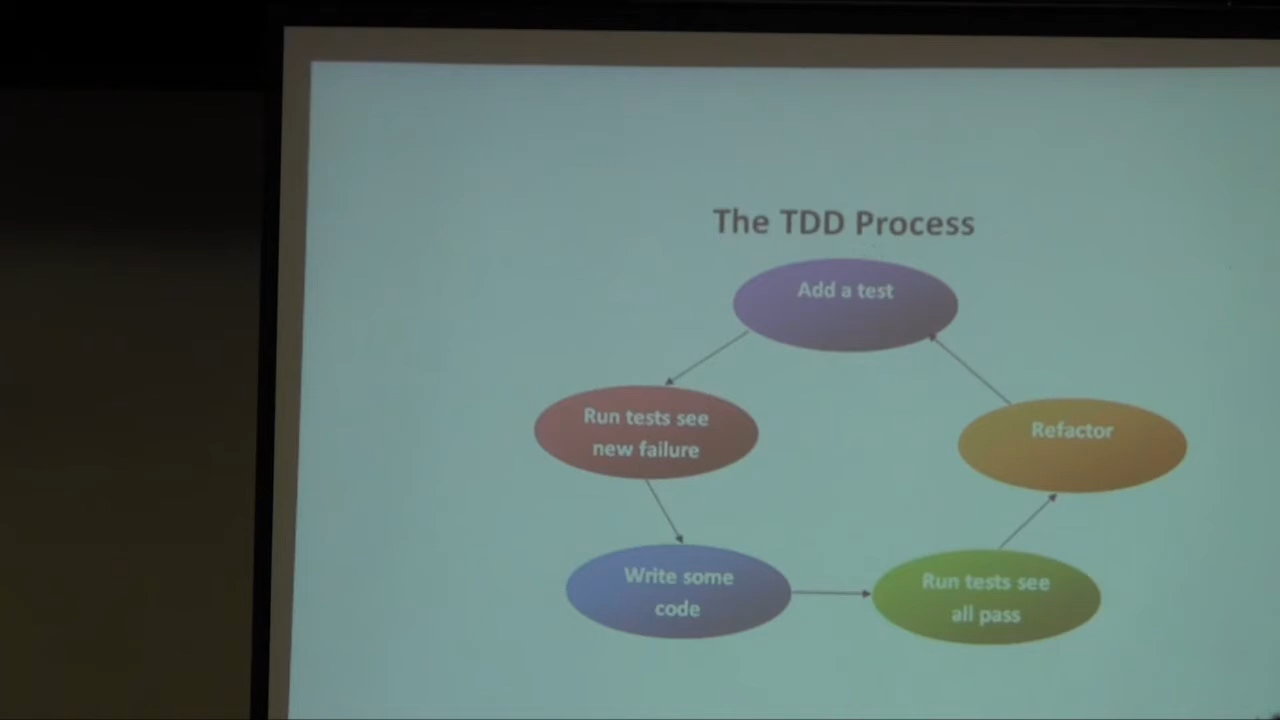 The TDD Process
Add a test
Run tests see
new failure
Write some
code
Run tests see
all pass
Refactor